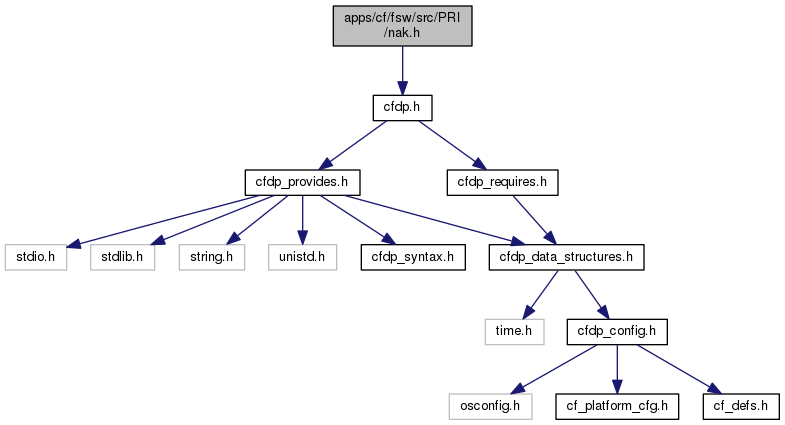 apps/cf/fsw/src/PRI
/nak.h
cfdp.h
cfdp_provides.h
cfdp_requires.h
stdio.h
stdlib.h
string.h
unistd.h
cfdp_syntax.h
cfdp_data_structures.h
time.h
cfdp_config.h
osconfig.h
cf_platform_cfg.h
cf_defs.h